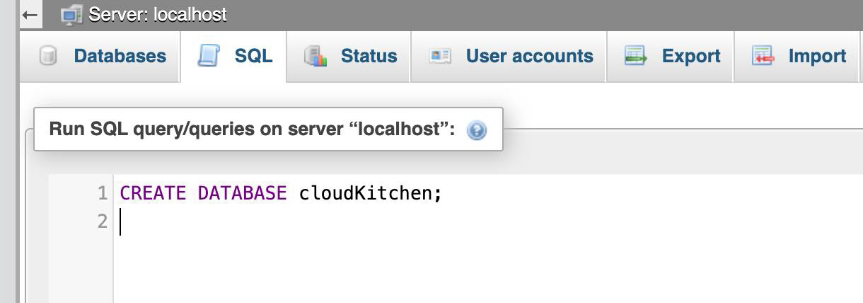 ← Server: localhost
Databases SQL Status User accounts Export Import
Run SQL query/queries on server “localhost”:
1 CREATE DATABASE cloudKitchen;
2